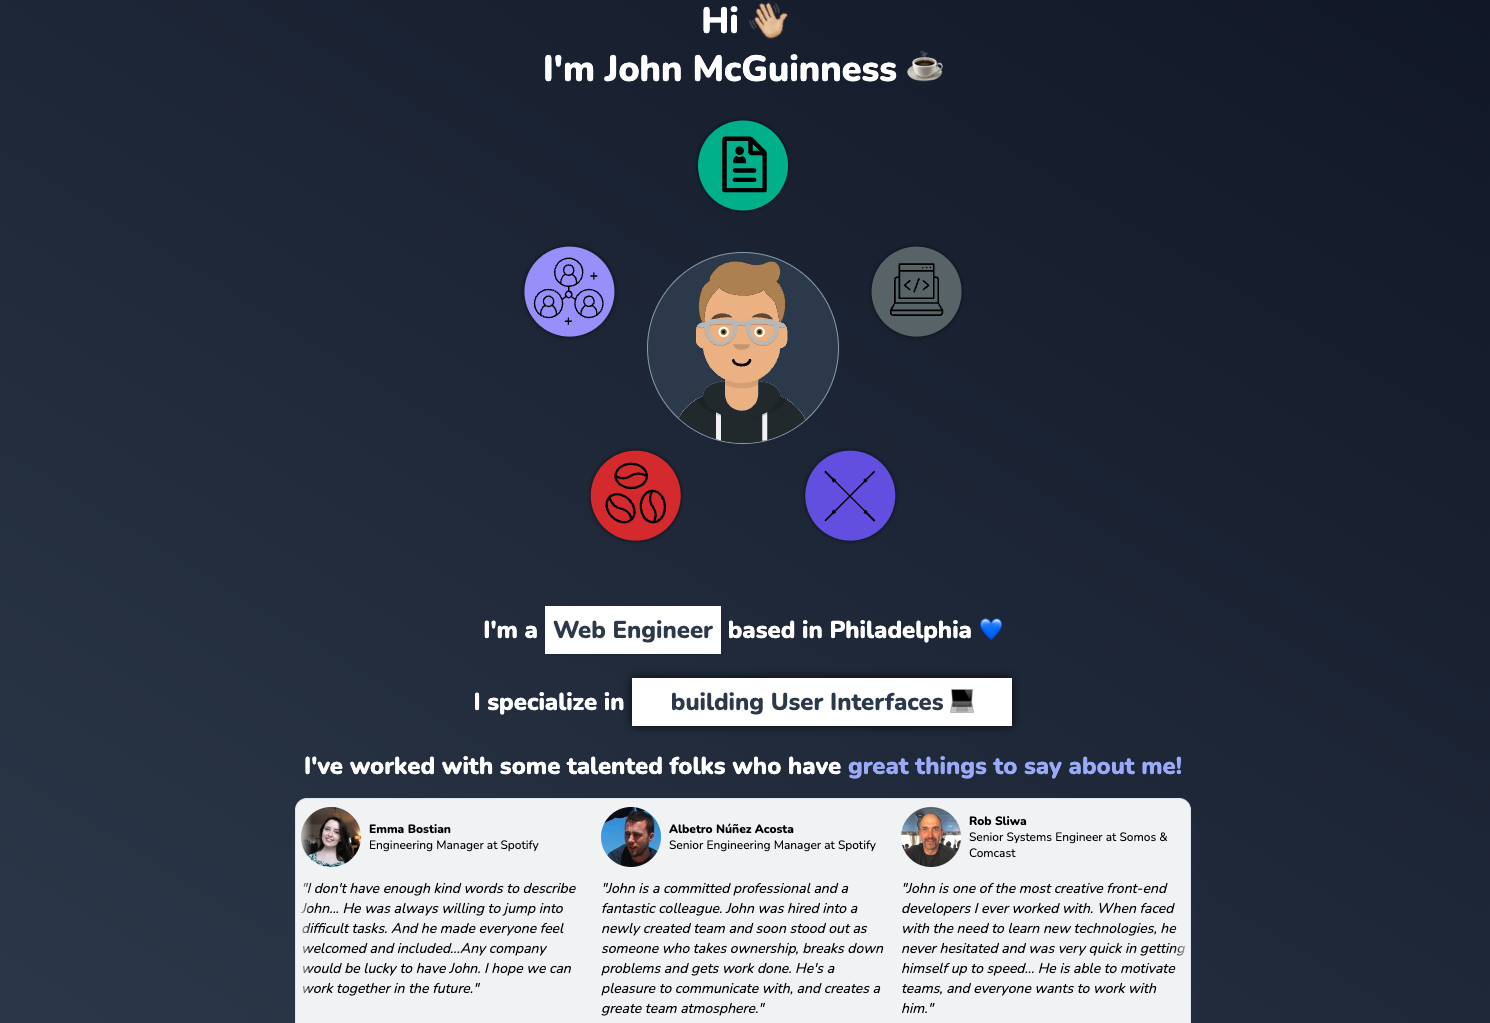 Hi 👋🏼
I'm John McGuinness ☕
</>
I'm a Web Engineer based in Philadelphia 💙
I specialize in building User Interfaces 💻
I've worked with some talented folks who have great things to say about me!
Emma Bostian
Engineering Manager at Spotify
"I don't have enough kind words to describe
John... He was always willing to jump into
difficult tasks. And he made everyone feel
welcomed and included...Any company
would be lucky to have John. I hope we can
work together in the future."
Albetro Núñez Acosta
Senior Engineering Manager at Spotify
"John is a committed professional and a
fantastic colleague. John was hired into a
newly created team and soon stood out as
someone who takes ownership, breaks down
problems and gets work done. He's a
pleasure to communicate with, and creates a
greate team atmosphere."
Rob Sliwa
Senior Systems Engineer at Somos &
Comcast
"John is one of the most creative front-end
developers I ever worked with. When faced
with the need to learn new technologies, he
never hesitated and was very quick in getting
himself up to speed... He is able to motivate
teams, and everyone wants to work with
him."